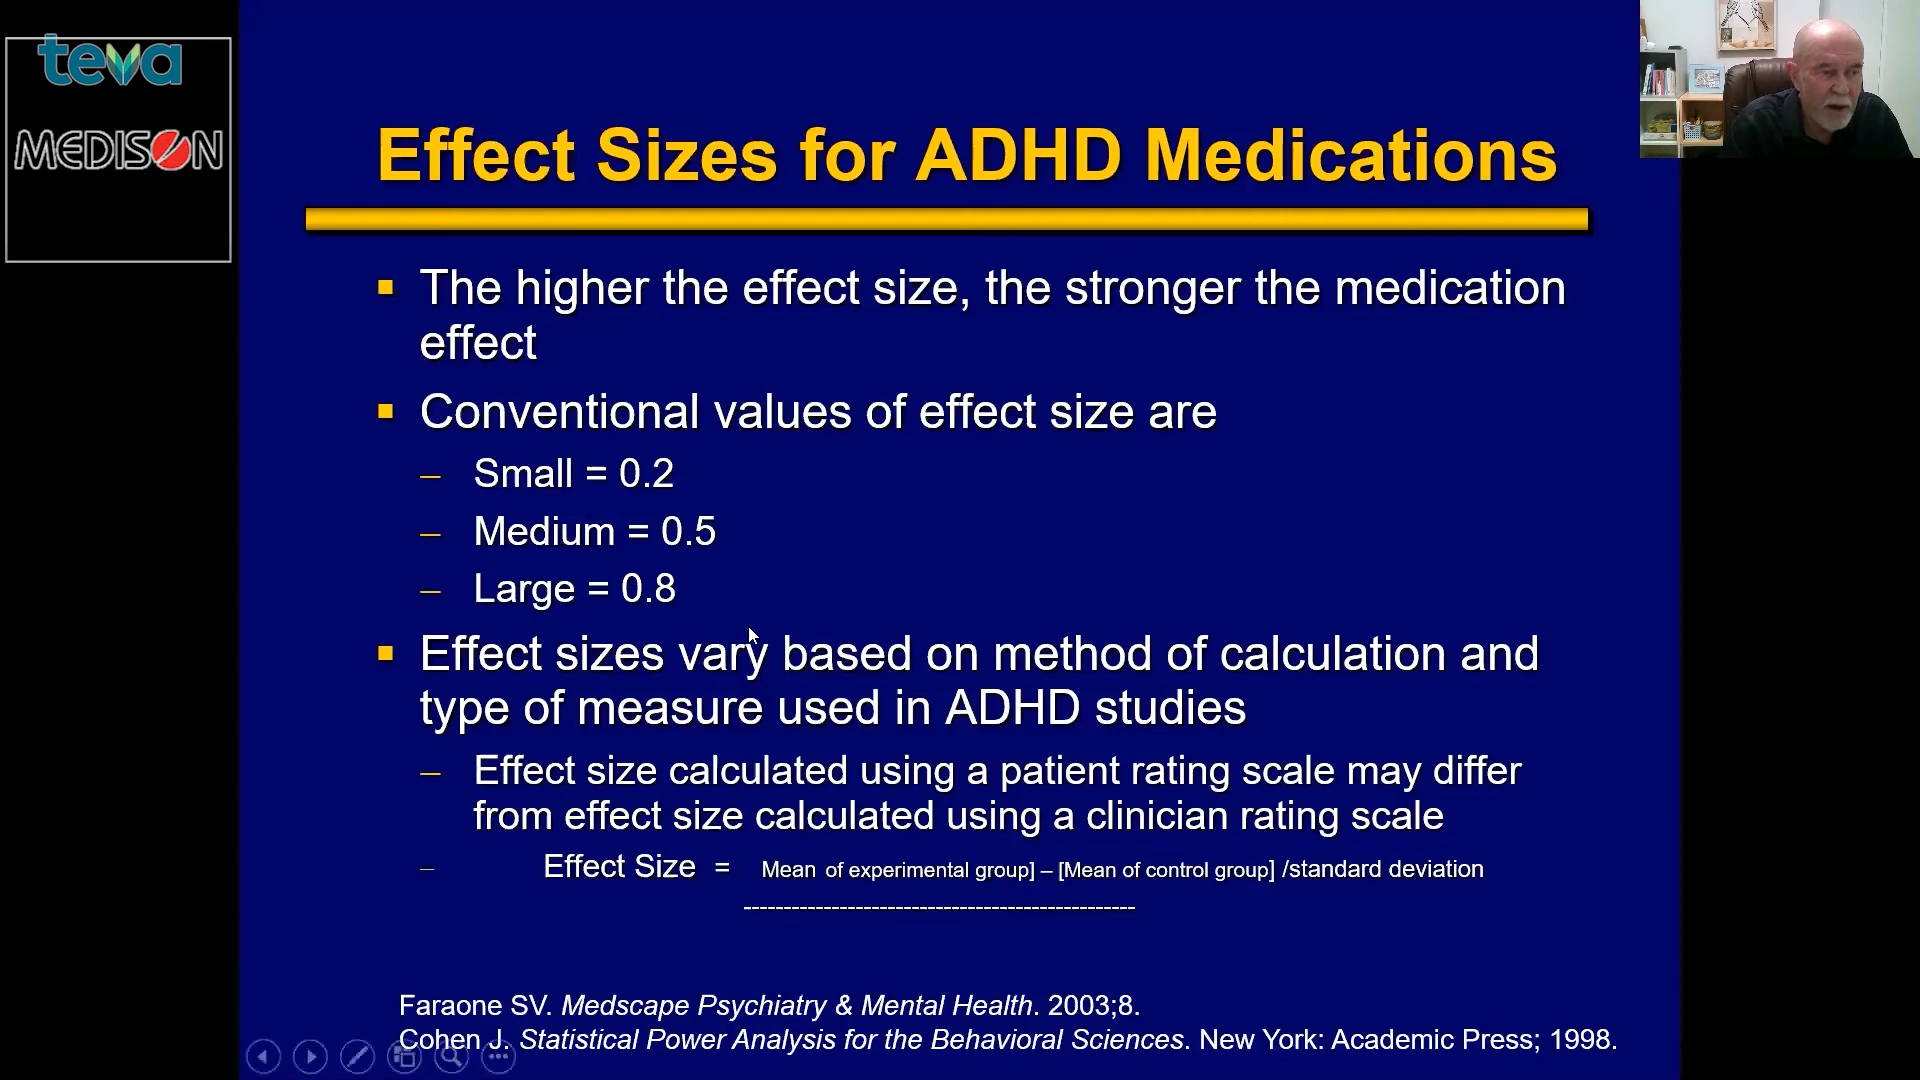 teva
MEDISON
Effect Sizes for ADHD Medications
▪ The higher the effect size, the stronger the medication
effect
▪ Conventional values of effect size are
– Small = 0.2
– Medium = 0.5
– Large = 0.8
▪ Effect sizes vary based on method of calculation and
type of measure used in ADHD studies
– Effect size calculated using a patient rating scale may differ
from effect size calculated using a clinician rating scale
– Effect Size = Mean of experimental group] – [Mean of control group] /standard deviation
-------------------------------------------------
Faraone SV. Medscape Psychiatry & Mental Health. 2003;8.
Cohen J. Statistical Power Analysis for the Behavioral Sciences. New York: Academic Press; 1998.